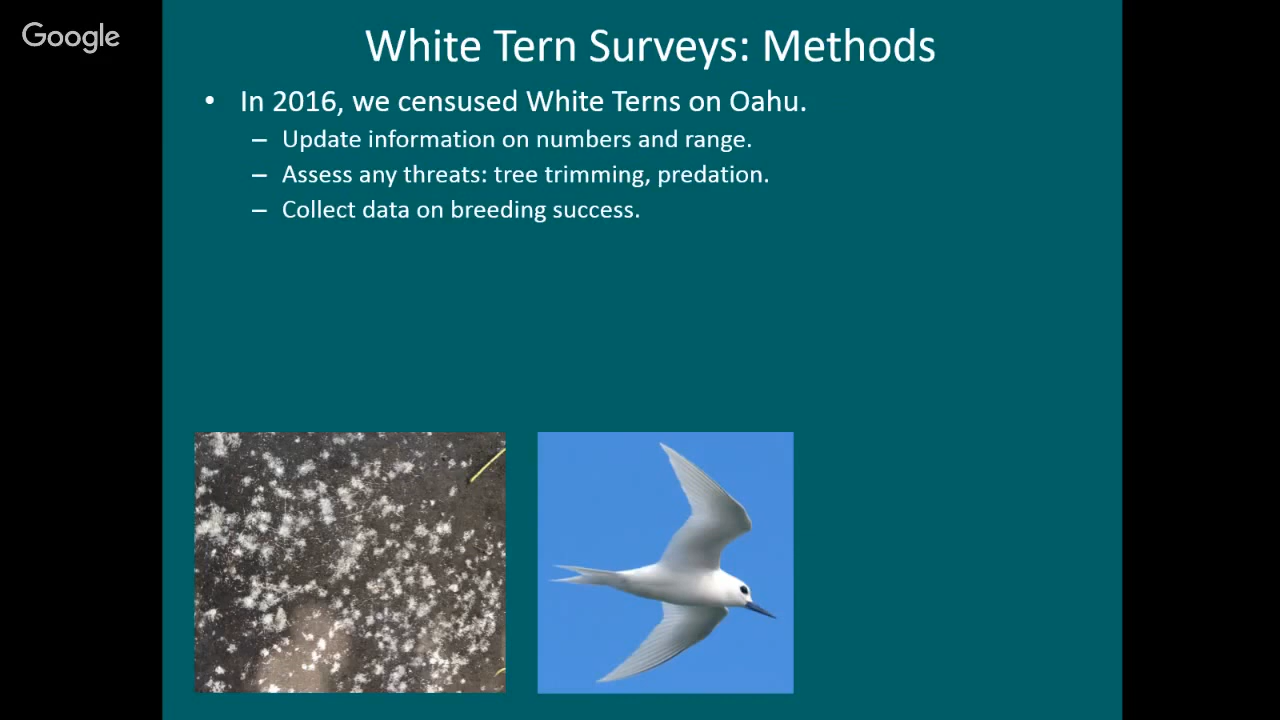 Google
White Tern Surveys: Methods
• In 2016, we censused White Terns on Oahu.
– Update information on numbers and range.
– Assess any threats: tree trimming, predation.
– Collect data on breeding success.